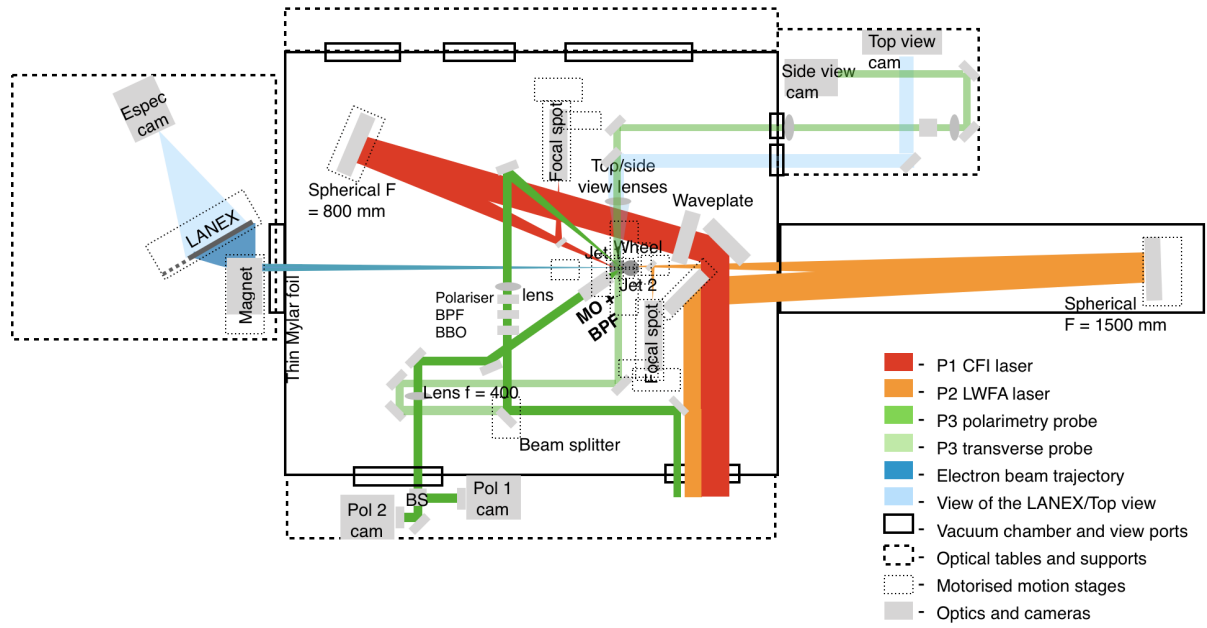 Top view
cam
Side view
cam
Espec
cam
Focal spot
Top/side
view lenses
Spherical F
= 800 mm
Waveplate
LANEX
Jet
Wheel
Jet 2
Magnet
Thin Mylar foil
lens
Polariser
BPF
BBO
MO +
BPF
Focal spot
Spherical
F = 1500 mm
Lens f = 400
Beam splitter
BS
Pol 1
cam
Pol 2
cam
- P1 CFI laser
- P2 LWFA laser
- P3 polarimetry probe
- P3 transverse probe
- Electron beam trajectory
- View of the LANEX/Top view
- Vacuum chamber and view ports
- Optical tables and supports
- Motorised motion stages
- Optics and cameras